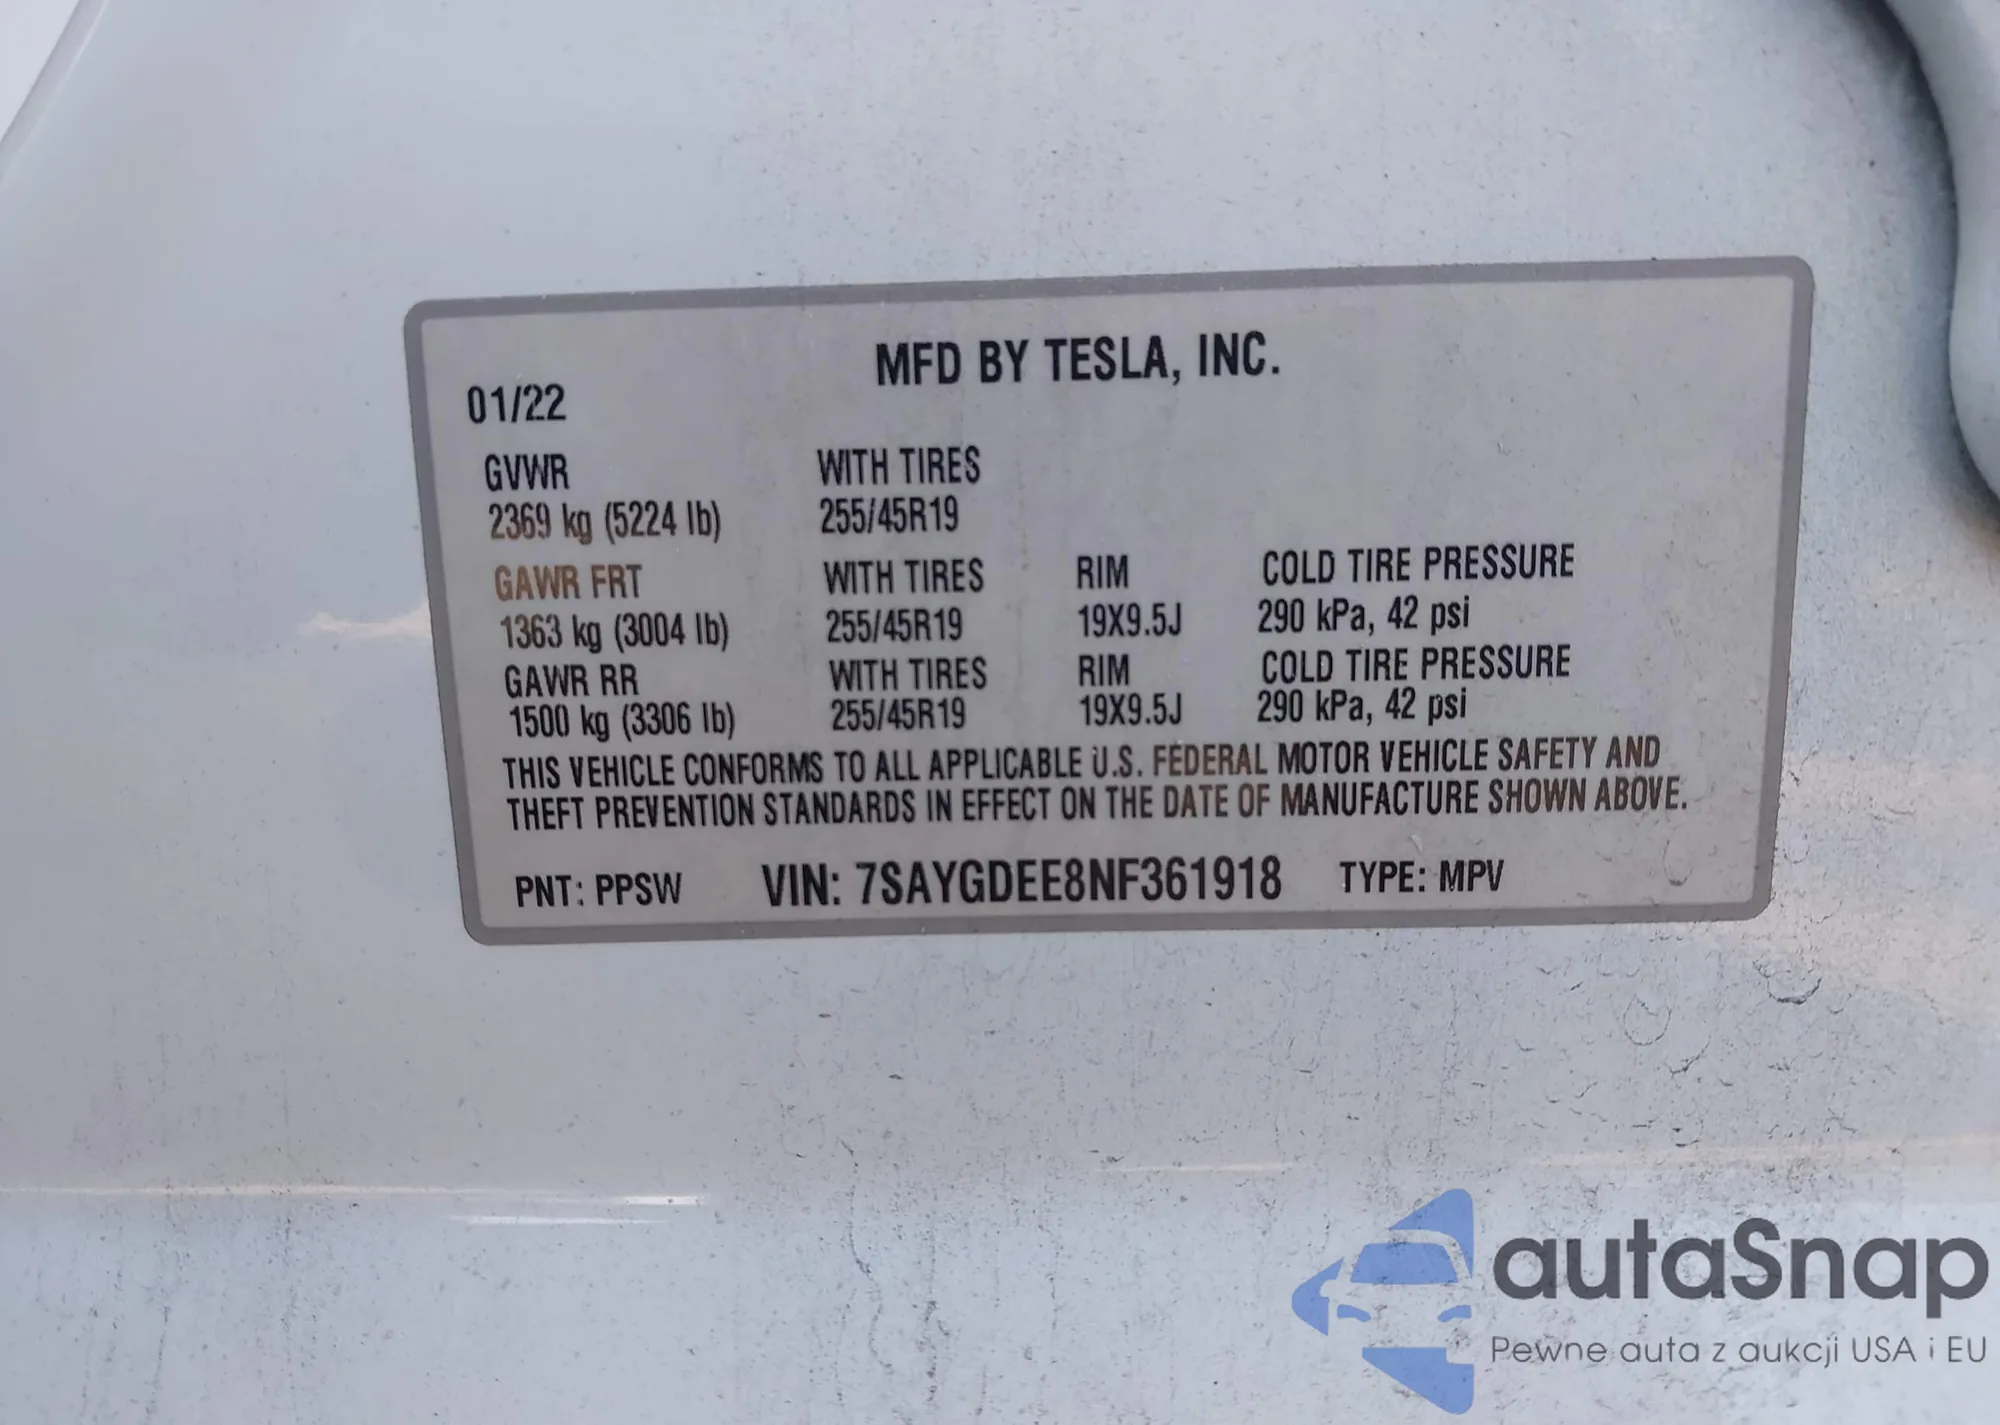 MFD BY TESLA, INC.
01/22
GVWR WITH TIRES
2369 kg (5224 lb) 255/45R19
GAWR FRT WITH TIRES RIM COLD TIRE PRESSURE
1363 kg (3004 lb) 255/45R19 19X9.5J 290 kPa, 42 psi
GAWR RR WITH TIRES RIM COLD TIRE PRESSURE
1500 kg (3306 lb) 255/45R19 19X9.5J 290 kPa, 42 psi
THIS VEHICLE CONFORMS TO ALL APPLICABLE U.S. FEDERAL MOTOR VEHICLE SAFETY AND
THEFT PREVENTION STANDARDS IN EFFECT ON THE DATE OF MANUFACTURE SHOWN ABOVE.
PNT: PPSW VIN: 7SAYGDEE8NF361918 TYPE: MPV
autaSnap
Pewne auta z aukcji USA i EU